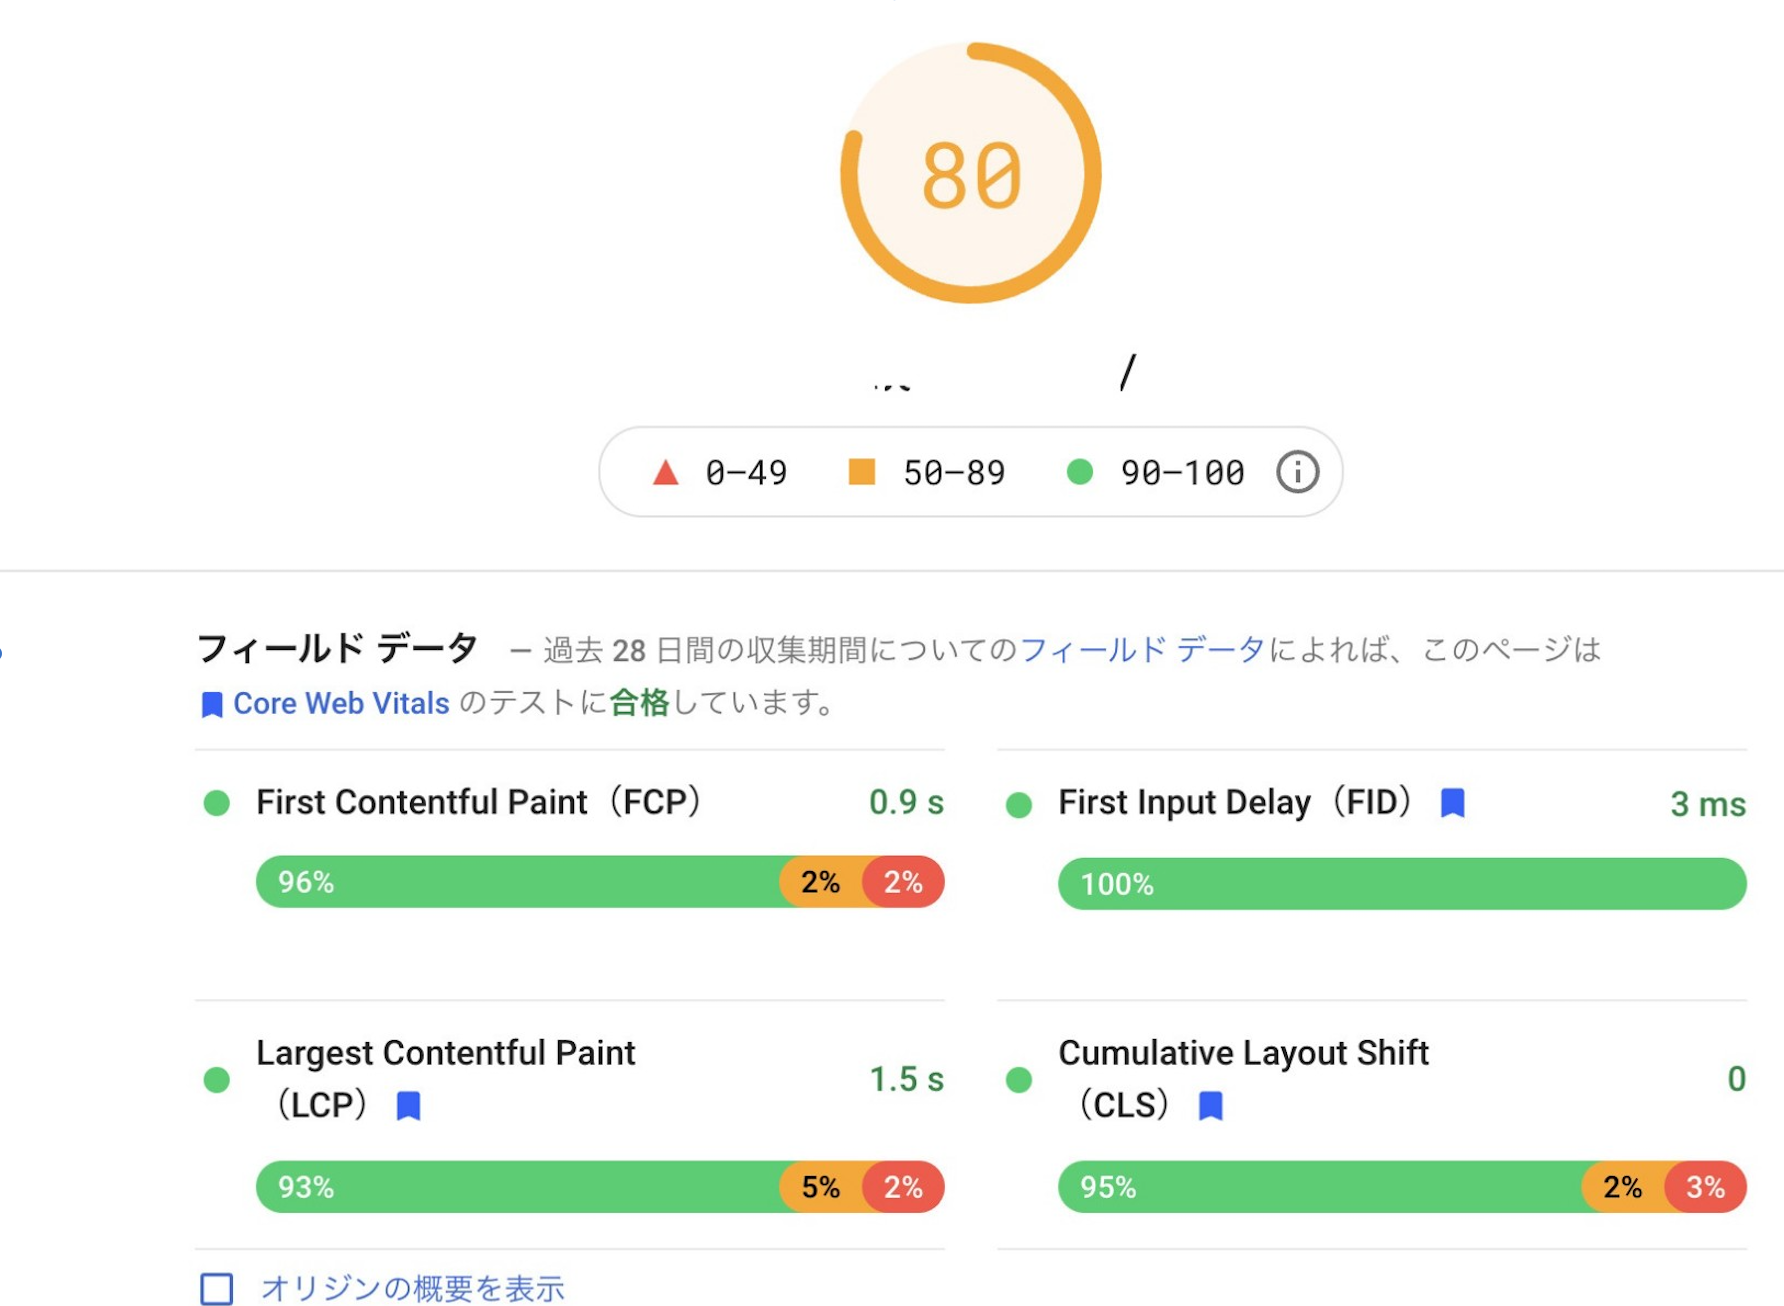 80
/
0–49 50–89 90–100
フィールド データ — 過去 28 日間の収集期間についてのフィールド データによれば、このページは
Core Web Vitals のテストに合格しています。
First Contentful Paint（FCP） 0.9 s
96% 2% 2%
First Input Delay（FID） 3 ms
100%
Largest Contentful Paint
（LCP）
1.5 s
93% 5% 2%
Cumulative Layout Shift
（CLS）
0
95% 2% 3%
オリジンの概要を表示